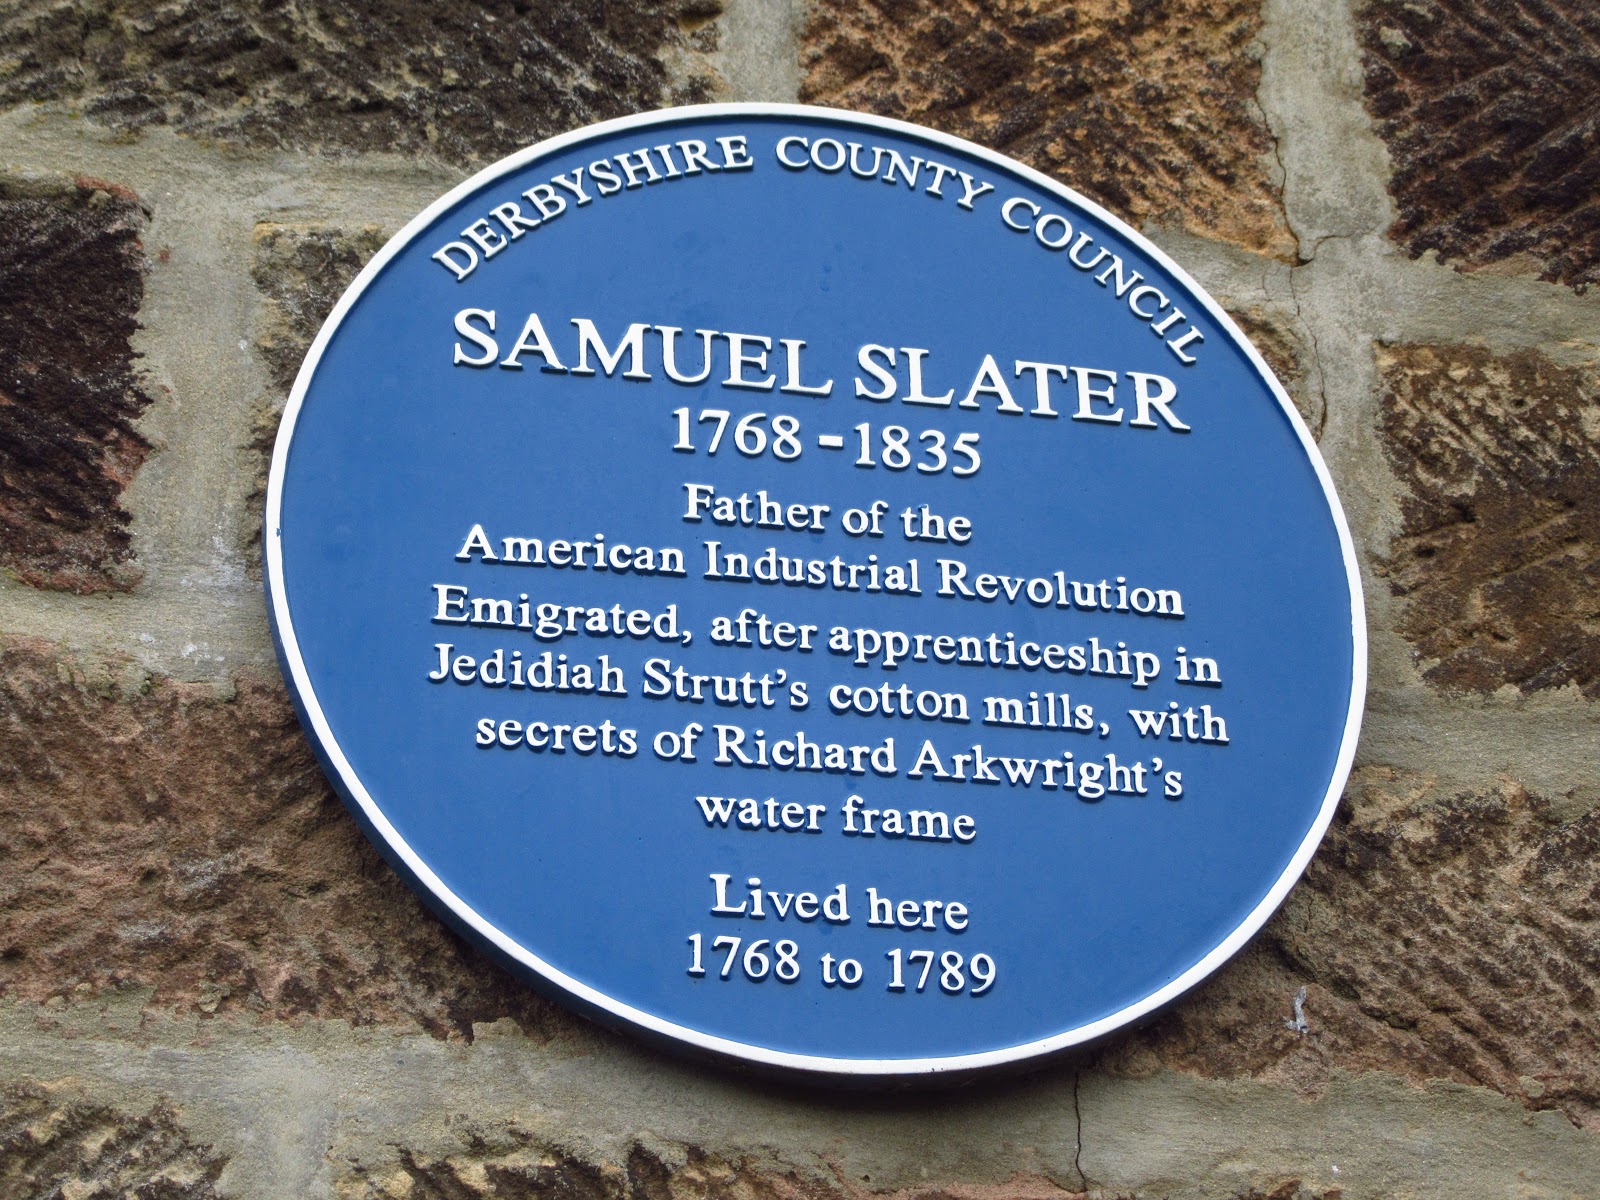 DERBYSHIRE COUNTY COUNCIL
SAMUEL SLATER
1768 - 1835
Father of the
American Industrial Revolution
Emigrated, after apprenticeship in
Jedidiah Strutt's cotton mills, with
secrets of Richard Arkwright's
water frame
Lived here
1768 to 1789